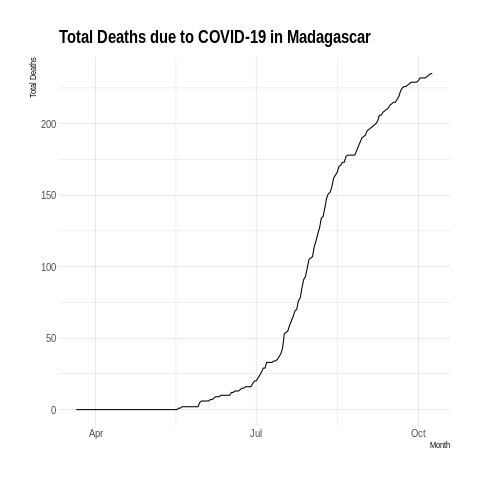 Total Deaths due to COVID-19 in Madagascar
Total Deaths
200
150
100
50
0
Apr Jul Oct
Month